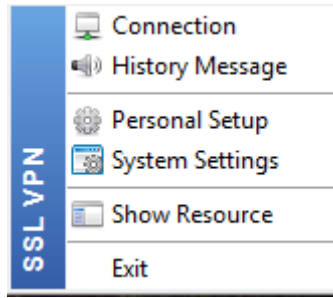 SSL VPN
Connection
History Message
Personal Setup
System Settings
Show Resource
Exit